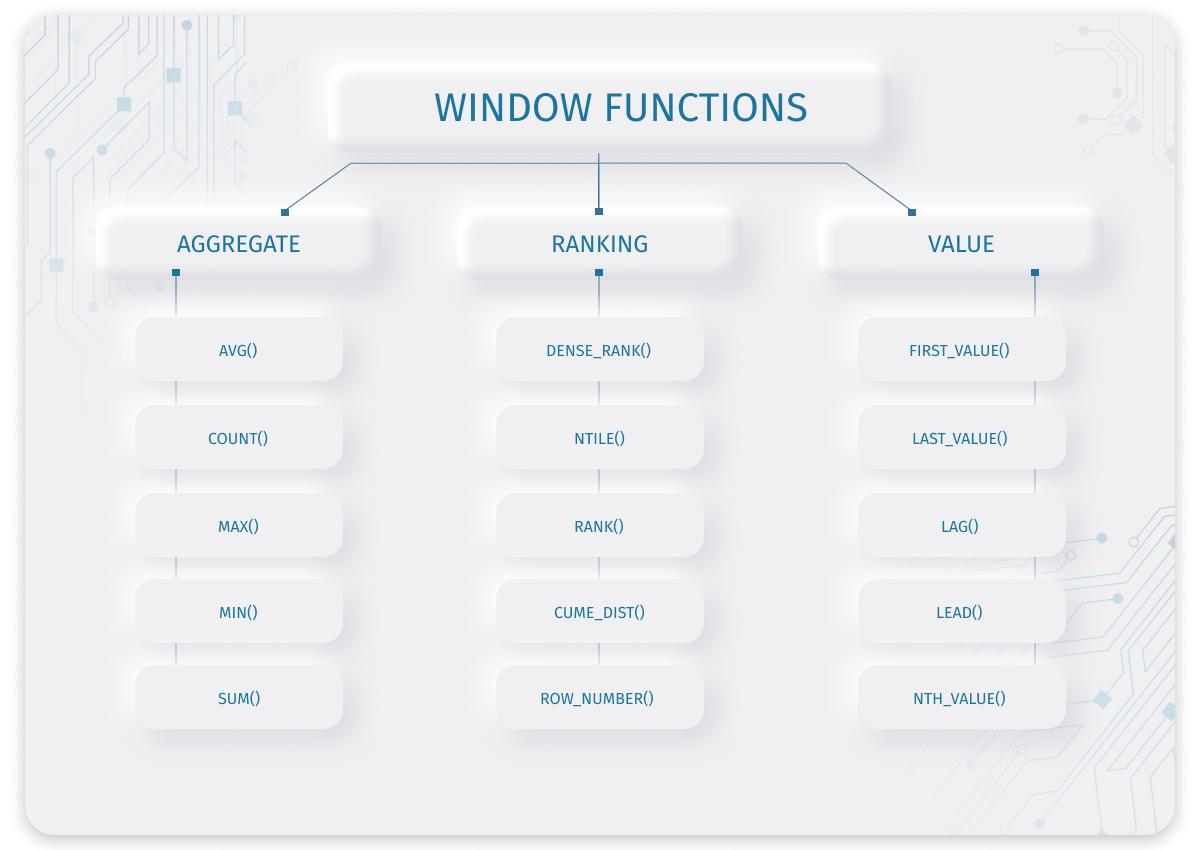 WINDOW FUNCTIONS
AGGREGATE
RANKING
VALUE
AVG()
DENSE_RANK()
FIRST_VALUE()
COUNT()
NTILE()
LAST_VALUE()
MAX()
RANK()
LAG()
MIN()
CUME_DIST()
LEAD()
SUM()
ROW_NUMBER()
NTH_VALUE()